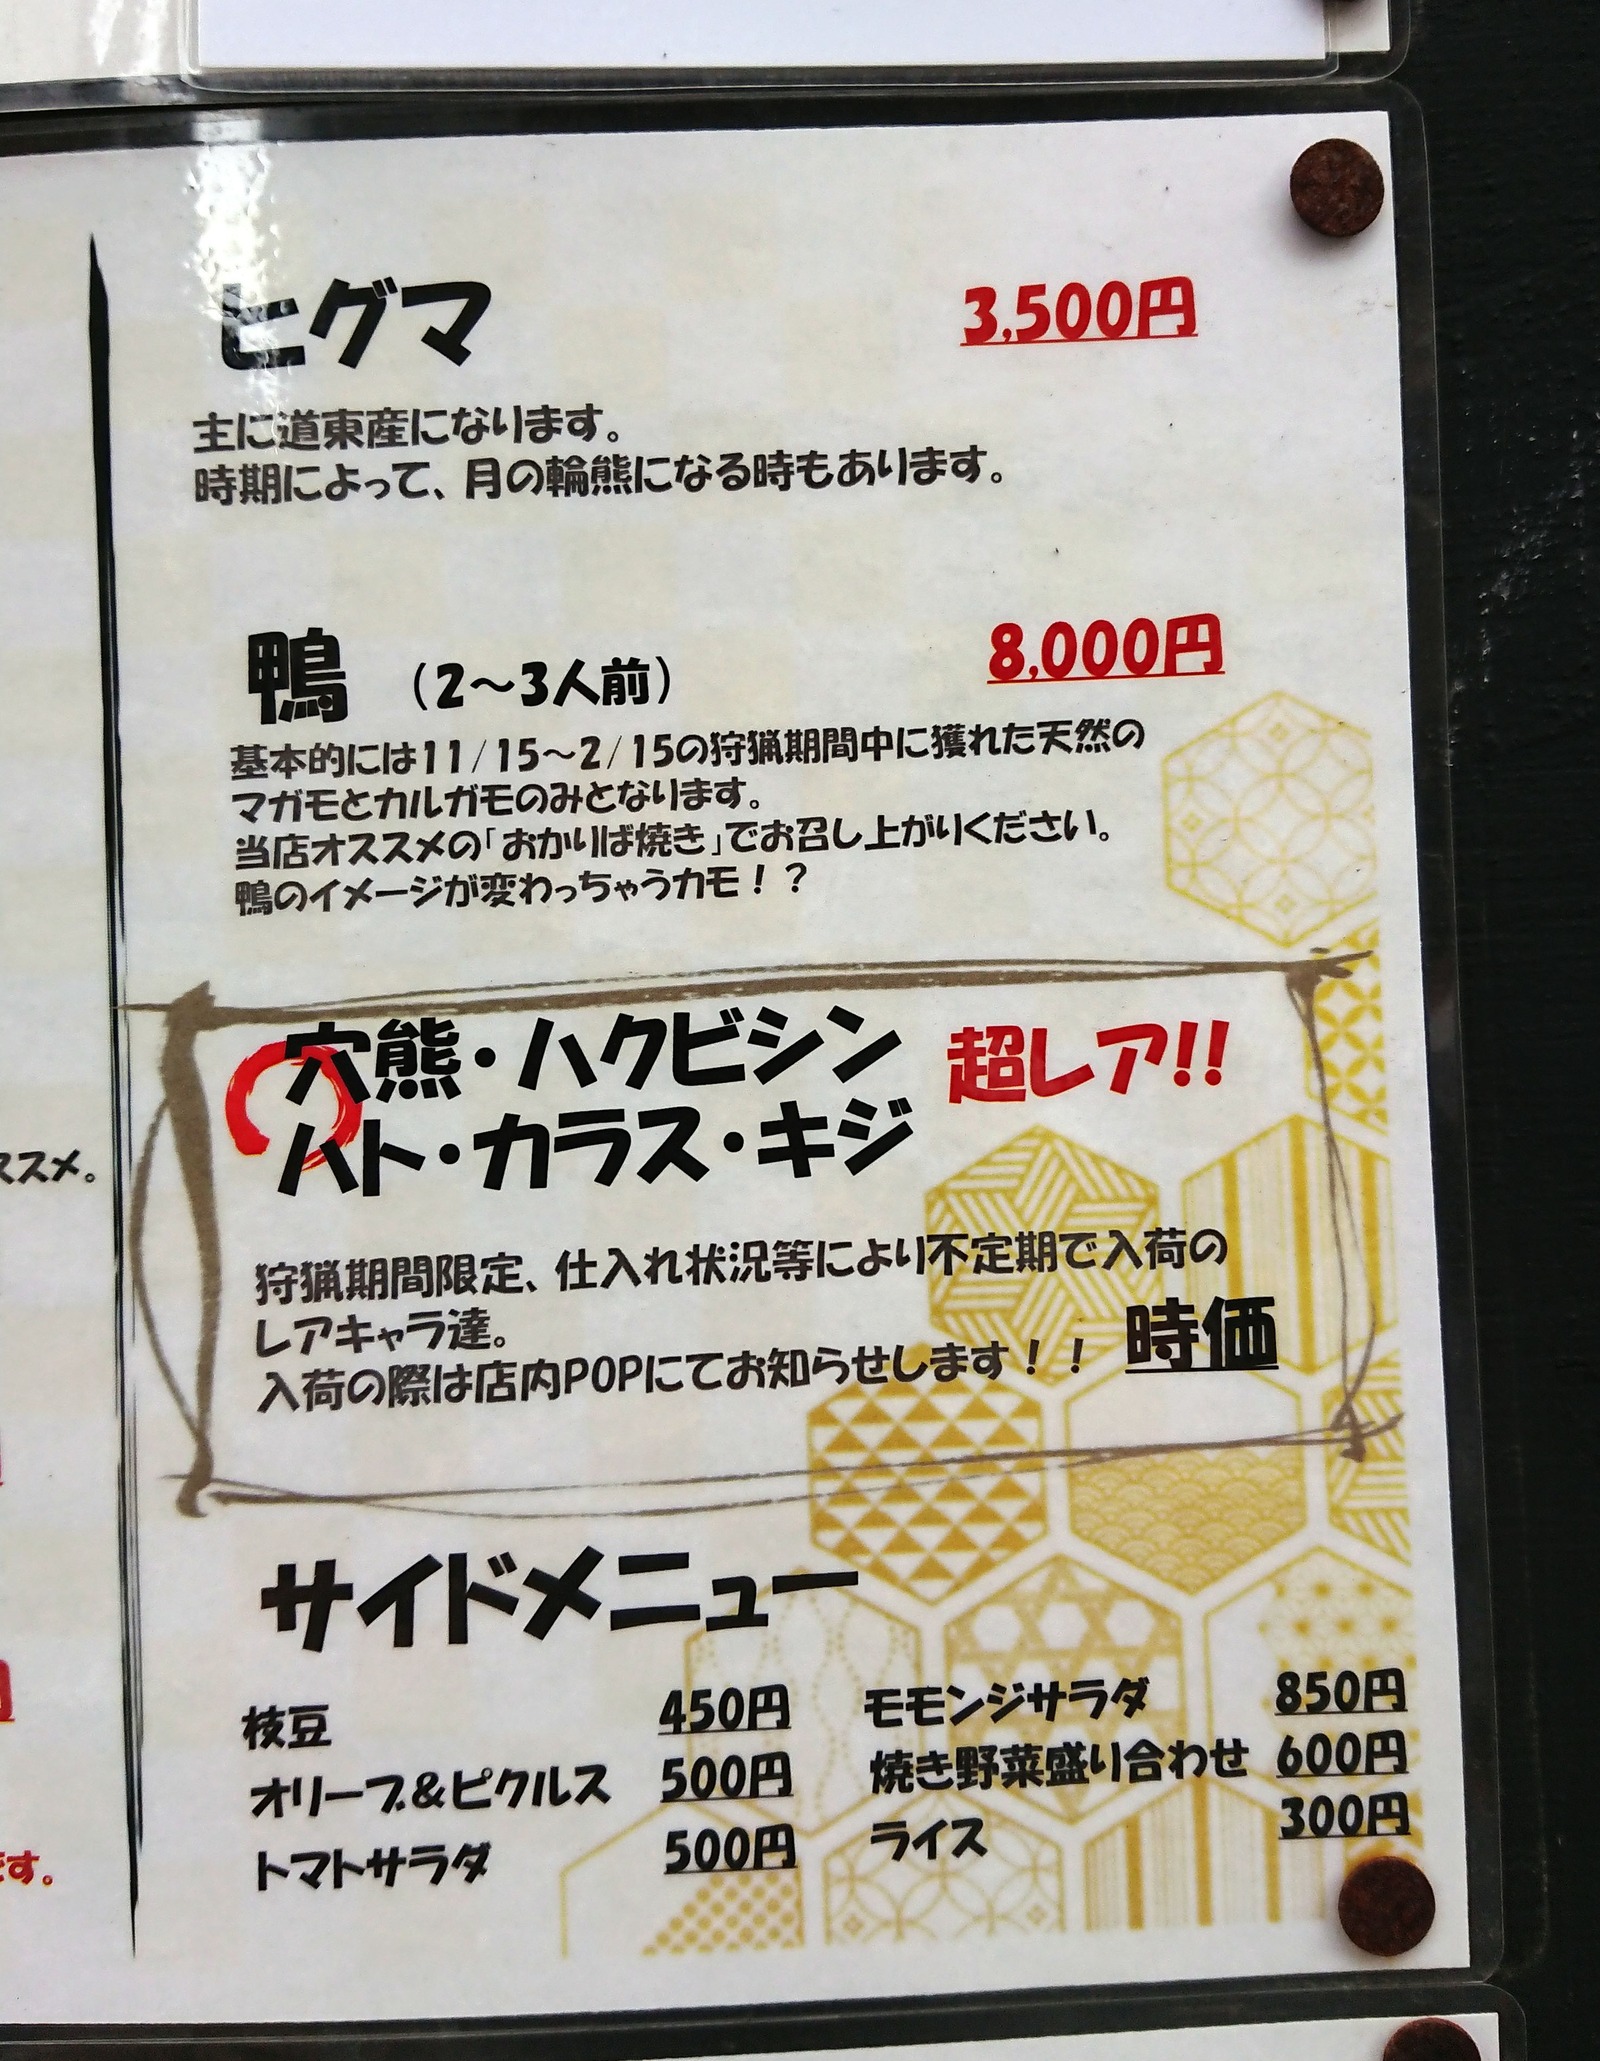 ヒグマ 3,500円
主に道東産になります。
時期によって、月の輪熊になる時もあります。
鴨 （2～3人前） 8,000円
基本的には11/15～2/15の狩猟期間中に獲れた天然の
マガモとカルガモのみとなります。
当店オススメの「おかりば焼き」でお召し上がりください。
鴨のイメージが変わっちゃうカモ！？
穴熊・ハクビシン 超レア!!
ハト・カラス・キジ
狩猟期間限定、仕入れ状況等により不定期で入荷の
レアキャラ達。
入荷の際は店内POPにてお知らせします！！ 時価
サイドメニュー
枝豆 450円
オリーブ＆ピクルス 500円
トマトサラダ 500円
モモンジサラダ 850円
焼き野菜盛り合わせ 600円
ライス 300円
ススメ。
です。